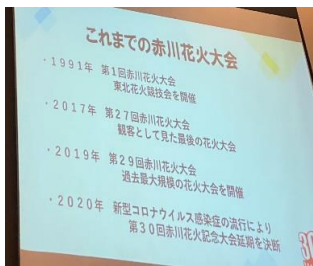 これまでの赤川花火大会
・1991年 第1回赤川花火大会
東北花火競技会を開催
・2017年 第27回赤川花火大会
観客として見た最後の花火大会
・2019年 第29回赤川花火大会
過去最大規模の花火大会を開催
・2020年 新型コロナウイルス感染症の流行により
第30回赤川花火記念大会延期を決断